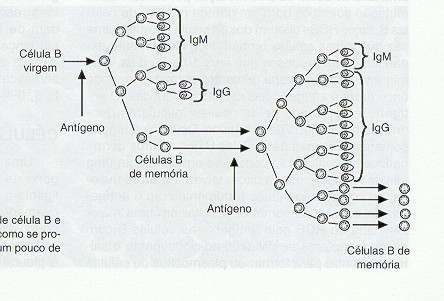 IgM
Célula B
virgem
IgG
Antígeno
Células B
de memória
IgM
IgG
Antígeno
Células B de
memória
de célula B e
como se pro-
um pouco de